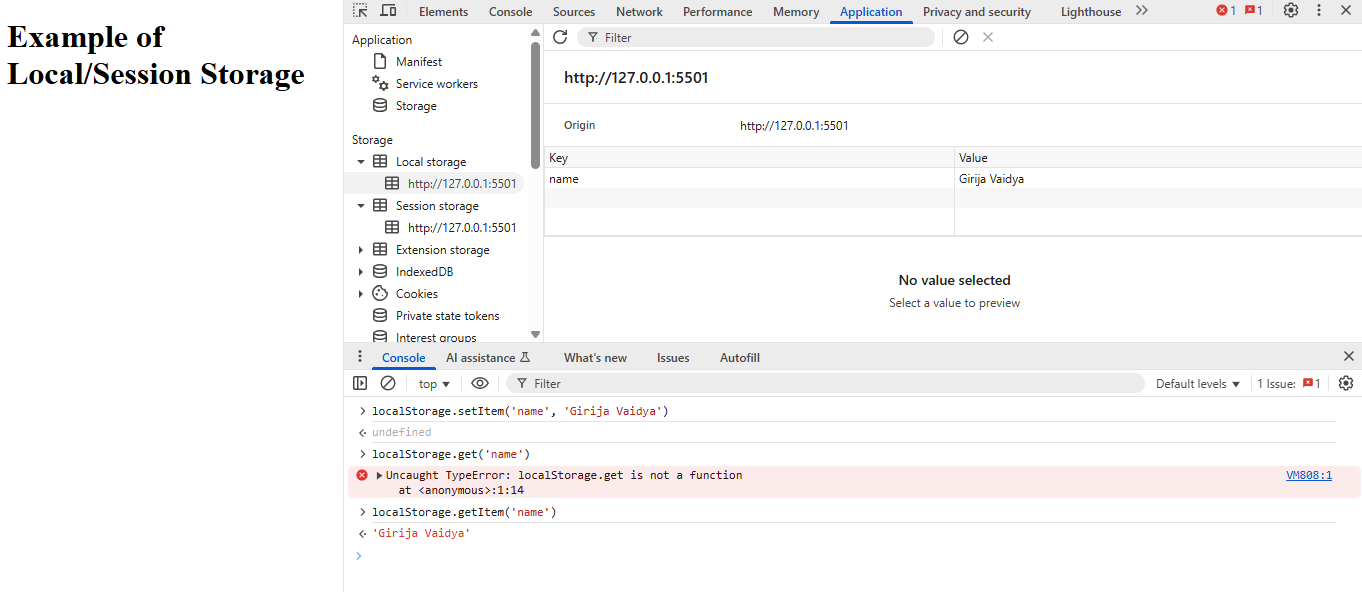 Example of
Local/Session Storage
Elements Console Sources Network Performance Memory Application Privacy and security Lighthouse 1 1
Application
Manifest
Service workers
Storage
Storage
Local storage
http://127.0.0.1:5501
Session storage
http://127.0.0.1:5501
Extension storage
IndexedDB
Cookies
Private state tokens
Interest groups
Filter
http://127.0.0.1:5501
Origin http://127.0.0.1:5501
Key Value
name Girija Vaidya
No value selected
Select a value to preview
Console AI assistance What's new Issues Autofill
top Filter Default levels 1 Issue: 1
localStorage.setItem('name', 'Girija Vaidya')
undefined
localStorage.get('name')
Uncaught TypeError: localStorage.get is not a function VM808:1
at <anonymous>:1:14
localStorage.getItem('name')
'Girija Vaidya'